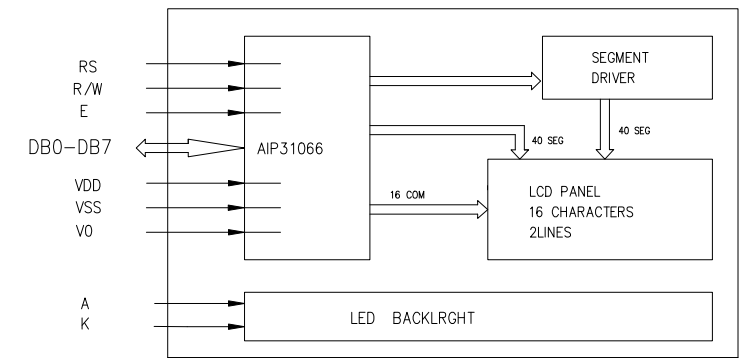 RS
R/W
E
DB0-DB7
VDD
VSS
V0
A
K
AIP31066
SEGMENT
DRIVER
40 SEG
40 SEG
16 COM
LCD PANEL
16 CHARACTERS
2LINES
LED BACKLRGHT